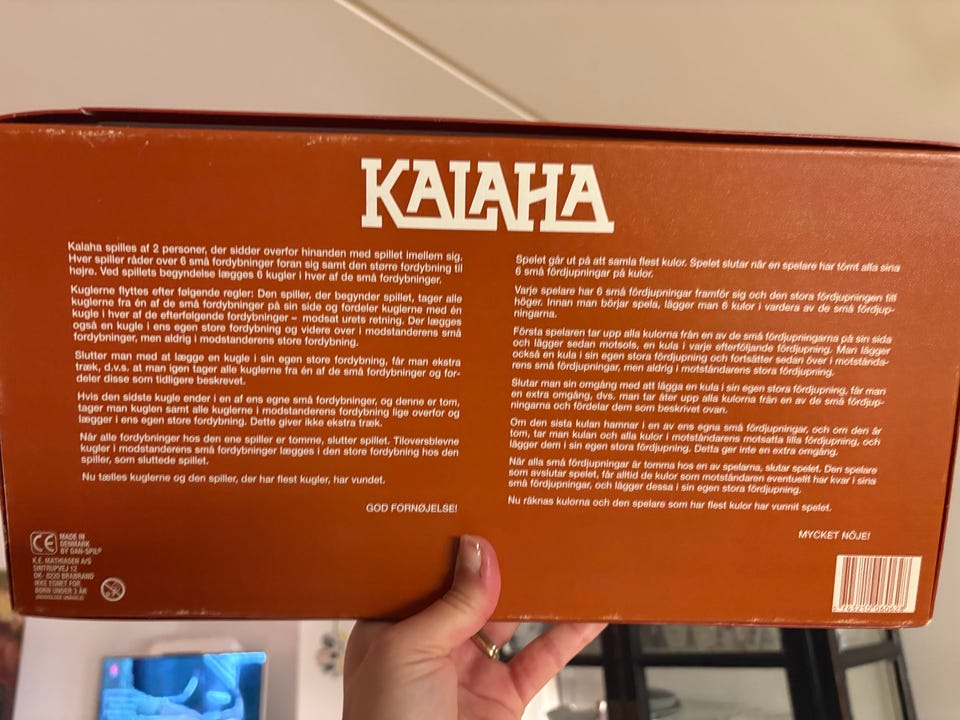 KALAHA
Kalaha spilles af 2 personer, der sidder overfor hinanden med spillet imellem sig.
Hver spiller råder over 6 små fordybninger foran sig samt den større fordybning til
højre. Ved spillets begyndelse lægges 6 kugler i hver af de små fordybninger.
Kuglerne flyttes efter følgende regler: Den spiller, der begynder spillet, tager alle
kuglerne fra én af de små fordybninger på sin side og fordeler kuglerne med én
kugle i hver af de efterfølgende fordybninger – modsat urets retning. Der lægges
også en kugle i ens egen store fordybning og videre over i modstanderens små
fordybninger, men aldrig i modstanderens store fordybning.
Slutter man med at lægge en kugle i sin egen store fordybning, får man ekstra
træk, d.v.s. at man igen tager alle kuglerne fra én af de små fordybninger og for-
deler disse som tidligere beskrevet.
Hvis den sidste kugle ender i en af ens egne små fordybninger, og denne er tom,
tager man kuglen samt alle kuglerne i modstanderens fordybning lige overfor og
lægger i ens egen store fordybning. Dette giver ikke ekstra træk.
Når alle fordybninger hos den ene spiller er tomme, slutter spillet. Tiloversblevne
kugler i modstanderens små fordybninger lægges i den store fordybning hos den
spiller, som sluttede spillet.
Nu tælles kuglerne og den spiller, der har flest kugler, har vundet.
GOD FORNØJELSE!
Spelet går ut på att samla flest kulor. Spelet slutar när en spelare har tömt alla sina
6 små fördjupningar på kulor.
Varje spelare har 6 små fördjupningar framför sig och den stora fördjupningen till
höger. Innan man börjar spela, lägger man 6 kulor i vardera av de små fördjup-
ningarna.
Första spelaren tar upp alla kulorna från en av de små fördjupningarna på sin sida
och lägger sedan motsols, en kula i varje efterföljande fördjupning. Man lägger
också en kula i sin egen stora fördjupning och fortsätter sedan över i motstånda-
rens små fördjupningar, men aldrig i motståndarens stora fördjupning.
Slutar man sin omgång med att lägga en kula i sin egen stora fördjupning, får man
en extra omgång, dvs. man tar åter upp alla kulorna från en av de små fördjup-
ningarna och fördelar dem som beskrivet ovan.
Om den sista kulan hamnar i en av ens egna små fördjupningar, och om den är
tom, tar man kulan och alla kulor i motståndarens motsatta lilla fördjupning, och
lägger dem i sin egen stora fördjupning. Detta ger inte en extra omgång.
När alla små fördjupningar är tomma hos en av spelarna, slutar spelet. Den spelare
som avslutar spelet, får alltid de kulor som motståndaren eventuellt har kvar i sina
små fördjupningar, och lägger dessa i sin egen stora fördjupning.
Nu räknas kulorna och den spelare som har flest kulor har vunnit spelet.
MYCKET NÖJE!
CE
MADE IN
DENMARK
BY DAN-SPIL®
K.E. MATHIASEN A/S
SINTRUPVEJ 12
DK- 8220 BRABRAND
IKKE EGNET FOR
BØRN UNDER 3 ÅR
0-3